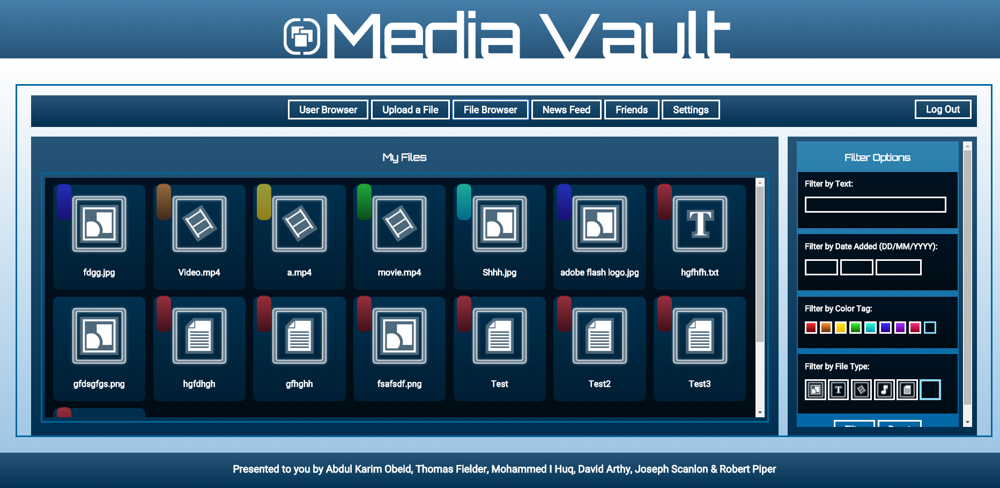 Media Vault
User Browser
Upload a File
File Browser
News Feed
Friends
Settings
Log Out
My Files
fdgg.jpg
Video.mp4
a.mp4
movie.mp4
Shhh.jpg
adobe flash logo.jpg
hgfhfh.txt
gfdsgfgs.png
hgfdhgh
gfhghh
fsafsdf.png
Test
Test2
Test3
Filter Options
Filter by Text:
Filter by Date Added (DD/MM/YYYY):
Filter by Color Tag:
Filter by File Type:
Presented to you by Abdul Karim Obeid, Thomas Fielder, Mohammed I Huq, David Arthy, Joseph Scanlon & Robert Piper